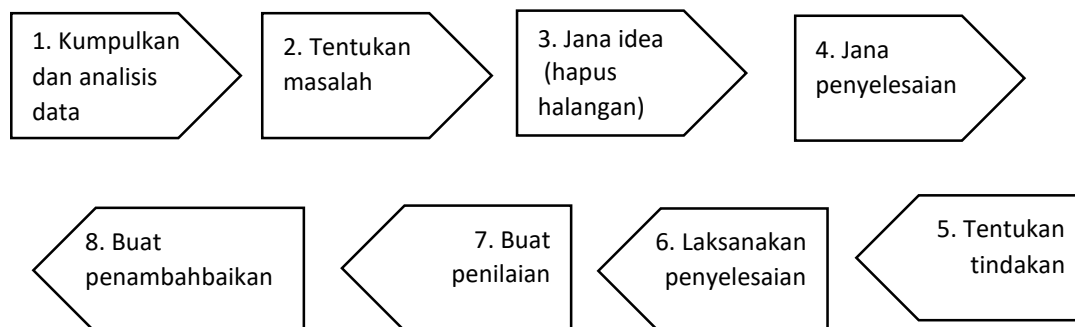 1. Kumpulkan
dan analisis
data
2. Tentukan
masalah
3. Jana idea
(hapus
halangan)
4. Jana
penyelesaian
5. Tentukan
tindakan
6. Laksanakan
penyelesaian
7. Buat
penilaian
8. Buat
penambahbaikan